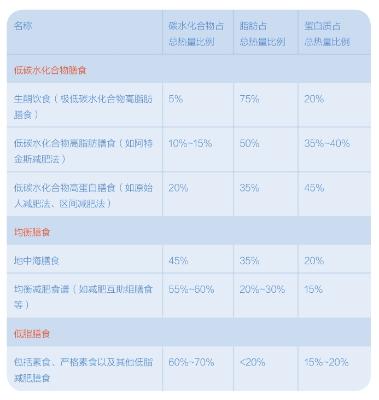 名称 碳水化合物占 脂肪占 蛋白质占
总热量比例 总热量比例 总热量比例
低碳水化合物膳食
生酮饮食（极低碳水化合物高脂肪 5% 75% 20%
膳食）
低碳水化合物高脂肪膳食（如阿特 10%~15% 50% 35%~40%
金斯减肥法）
低碳水化合物高蛋白膳食（如原始 20% 35% 45%
人减肥法、区间减肥法）
均衡膳食
地中海膳食 45% 35% 20%
均衡减肥食谱（如减肥互助组膳食 55%~60% 20%~30% 15%
等）
低脂膳食
包括素食、严格素食以及其他低脂 60%~70% <20% 15%~20%
减肥膳食